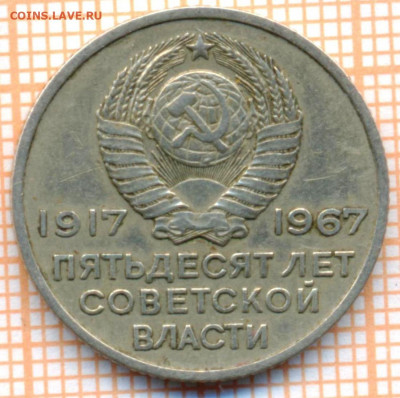 COINS.LAVE.RU
1917 1967
ПЯТЬДЕСЯТ ЛЕТ
СОВЕТСКОЙ
ВЛАСТИ